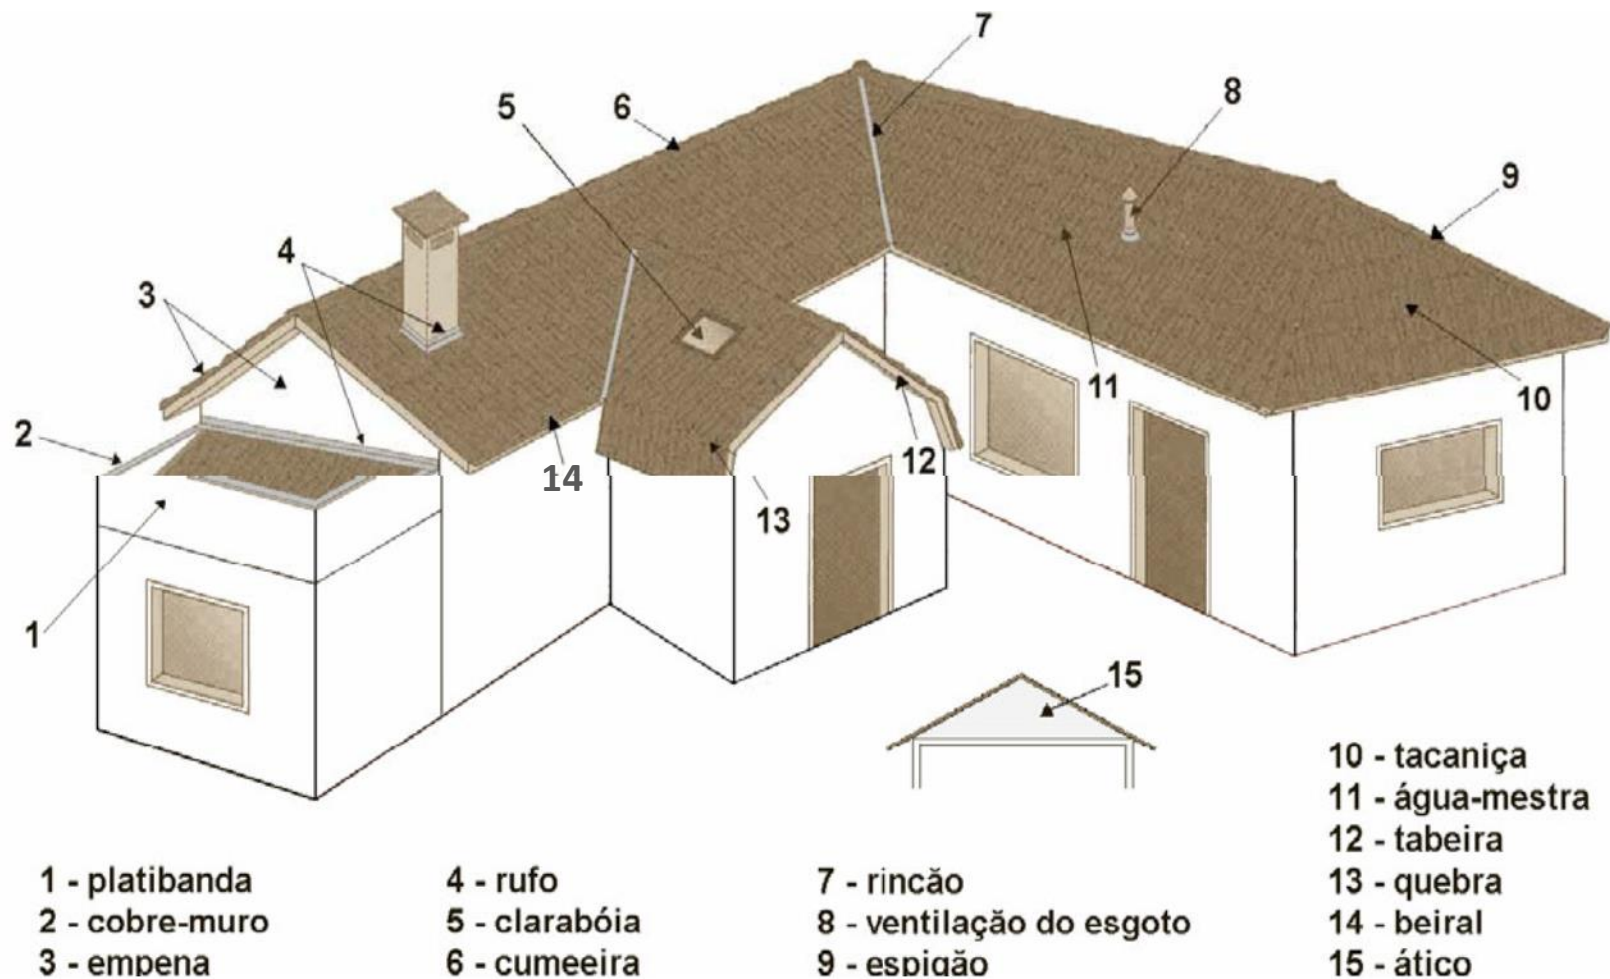 7
8
5
6
9
4
3
11
10
2
12
14
13
1
15
1 - platibanda
2 - cobre-muro
3 - empena
4 - rufo
5 - clarabóia
6 - cumeeira
7 - rincão
8 - ventilação do esgoto
9 - espigão
10 - tacaniça
11 - água-mestra
12 - tabeira
13 - quebra
14 - beiral
15 - ático